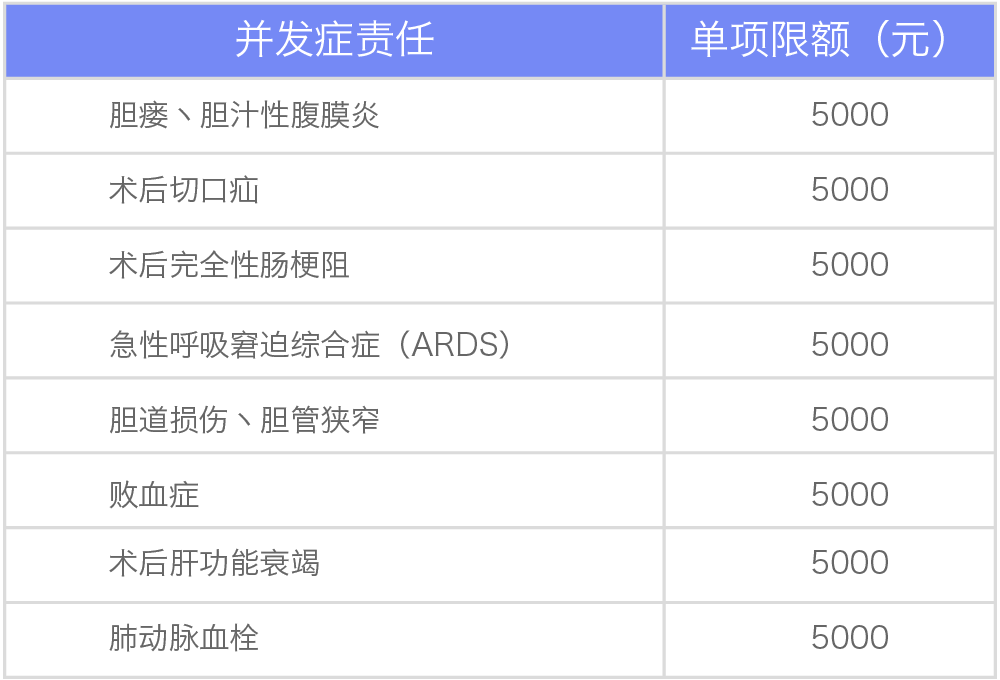 并发症责任 单项限额（元）
胆瘘、胆汁性腹膜炎 5000
术后切口疝 5000
术后完全性肠梗阻 5000
急性呼吸窘迫综合症（ARDS） 5000
胆道损伤、胆管狭窄 5000
败血症 5000
术后肝功能衰竭 5000
肺动脉血栓 5000